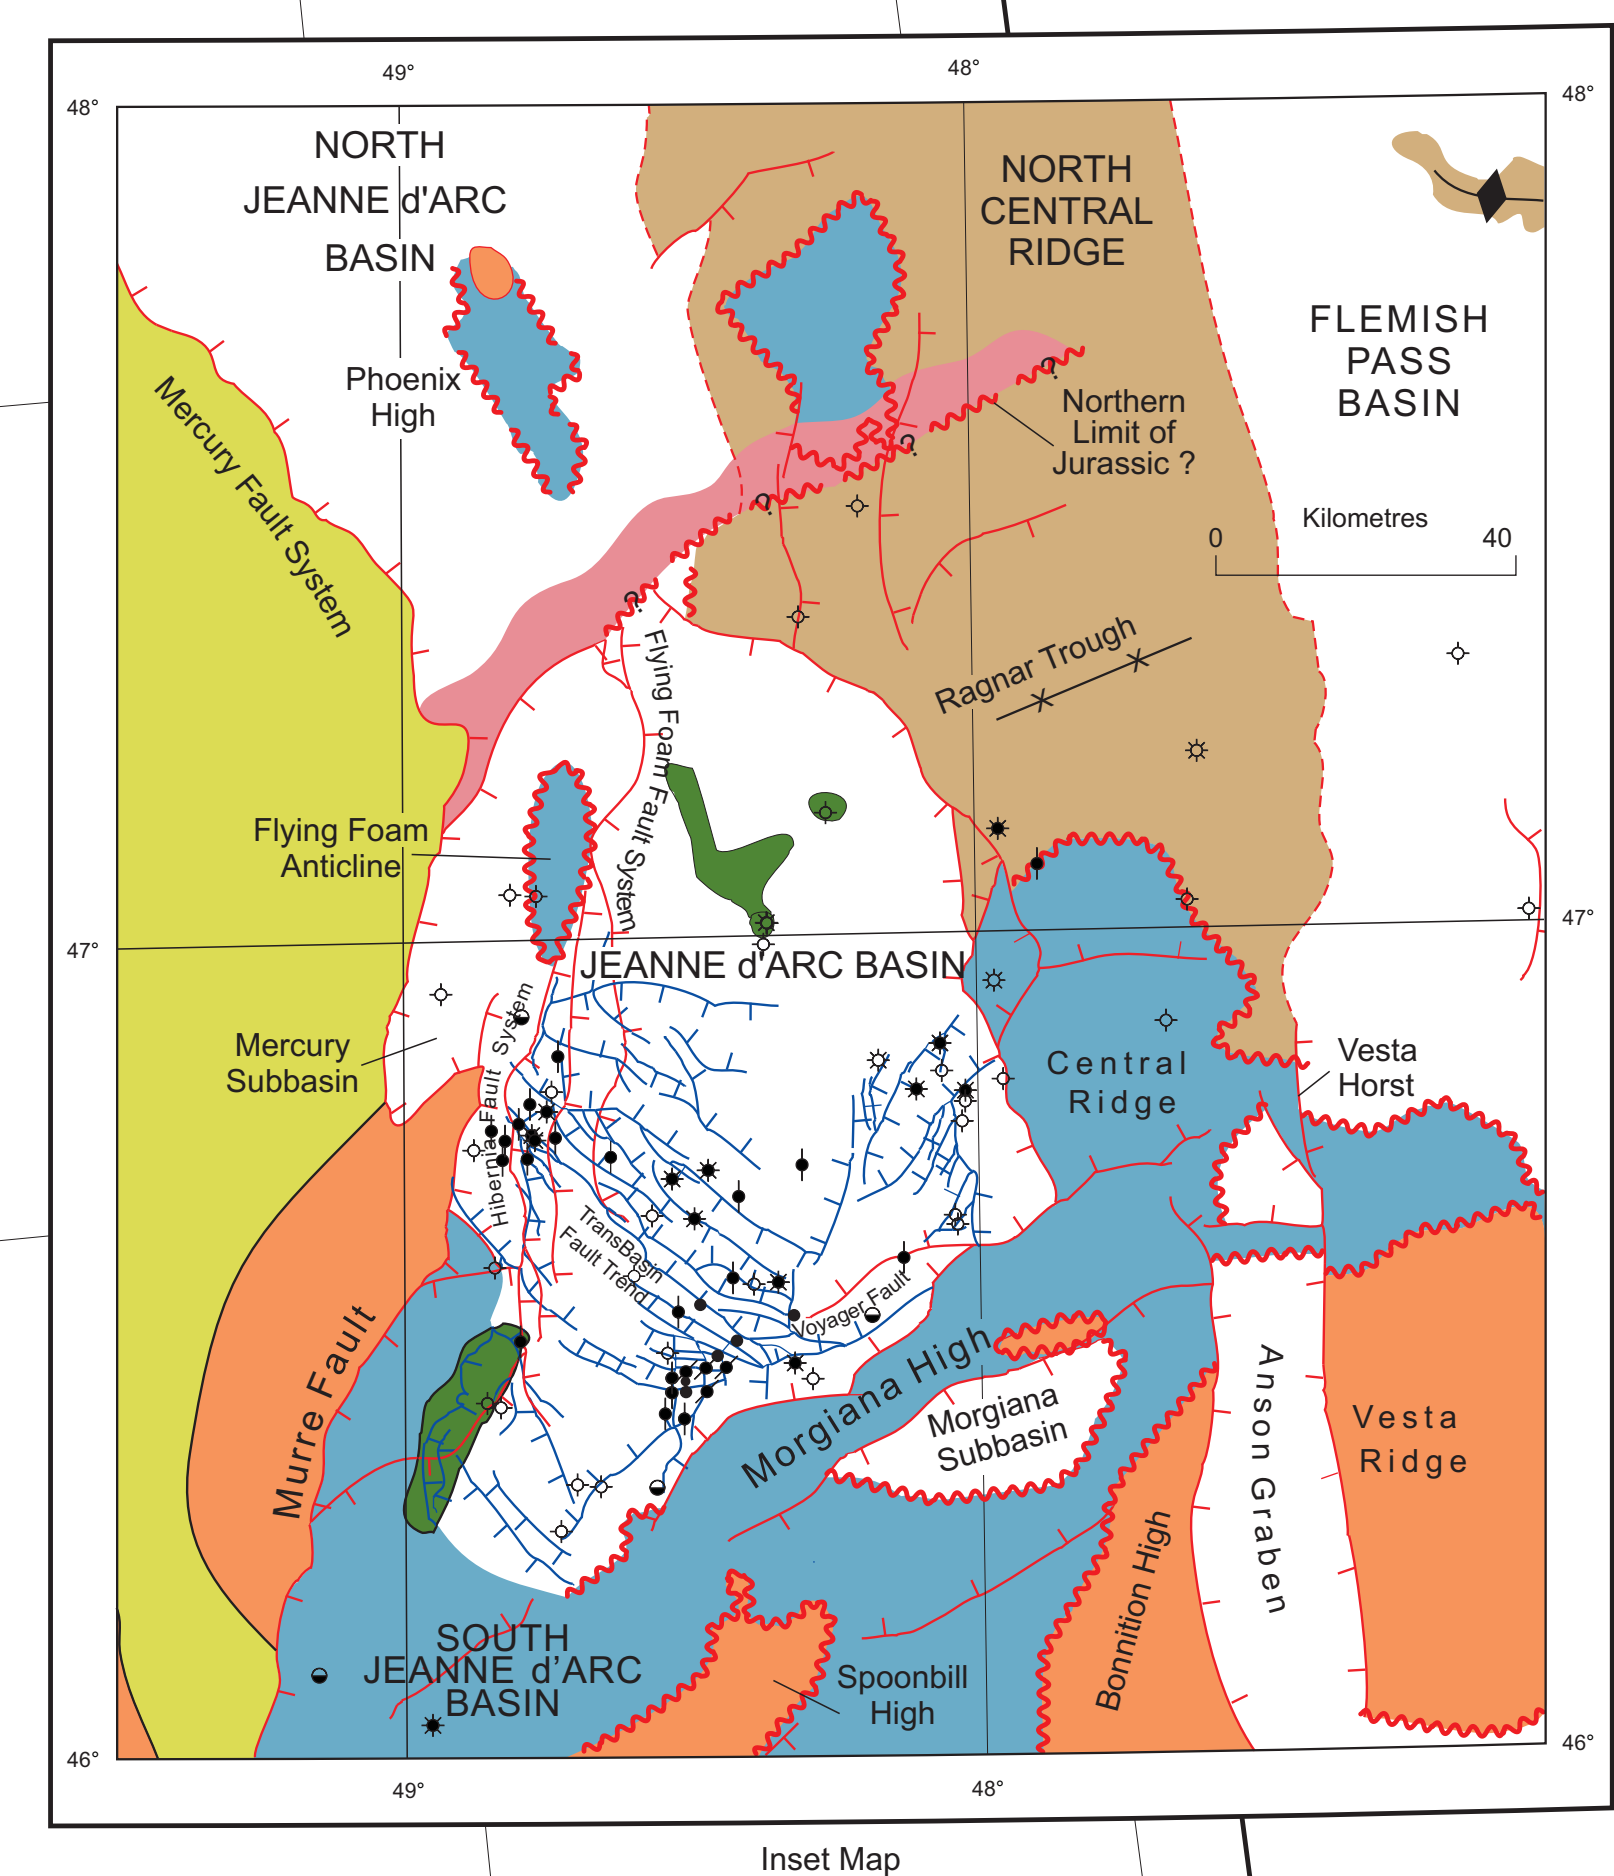 49°
48°
48°
48°
NORTH
JEANNE d'ARC
BASIN
NORTH
CENTRAL
RIDGE
FLEMISH
PASS
BASIN
Phoenix
High
Mercury Fault System
?
Northern
Limit of
Jurassic ?
?
?
?
Kilometres
0
40
Flying Foam Fault System
Ragnar Trough
Flying Foam
Anticline
47°
47°
JEANNE d'ARC BASIN
Mercury
Subbasin
Hibernia Fault System
Central
Ridge
Vesta
Horst
TransBasin
Fault Trend
Voyager Fault
Murre Fault
Morgiana High
Morgiana
Subbasin
Anson Graben
Vesta
Ridge
Bonnition High
SOUTH
JEANNE d'ARC
BASIN
Spoonbill
High
46°
46°
49°
48°
Inset Map